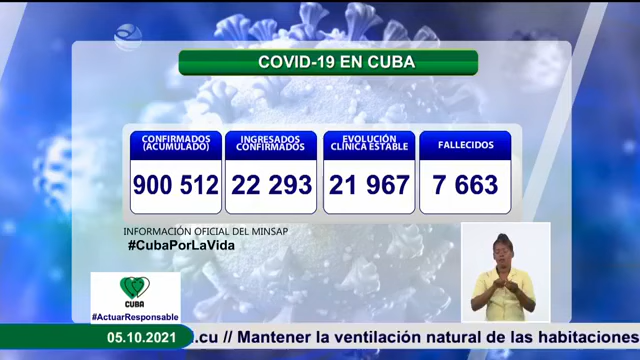 COVID-19 EN CUBA
CONFIRMADOS
(ACUMULADO)
900 512
INGRESADOS
CONFIRMADOS
22 293
EVOLUCIÓN
CLÍNICA ESTABLE
21 967
FALLECIDOS
7 663
INFORMACIÓN OFICIAL DEL MINSAP
#CubaPorLaVida
CUBA
#ActuarResponsable
05.10.2021
.cu // Mantener la ventilación natural de las habitaciones